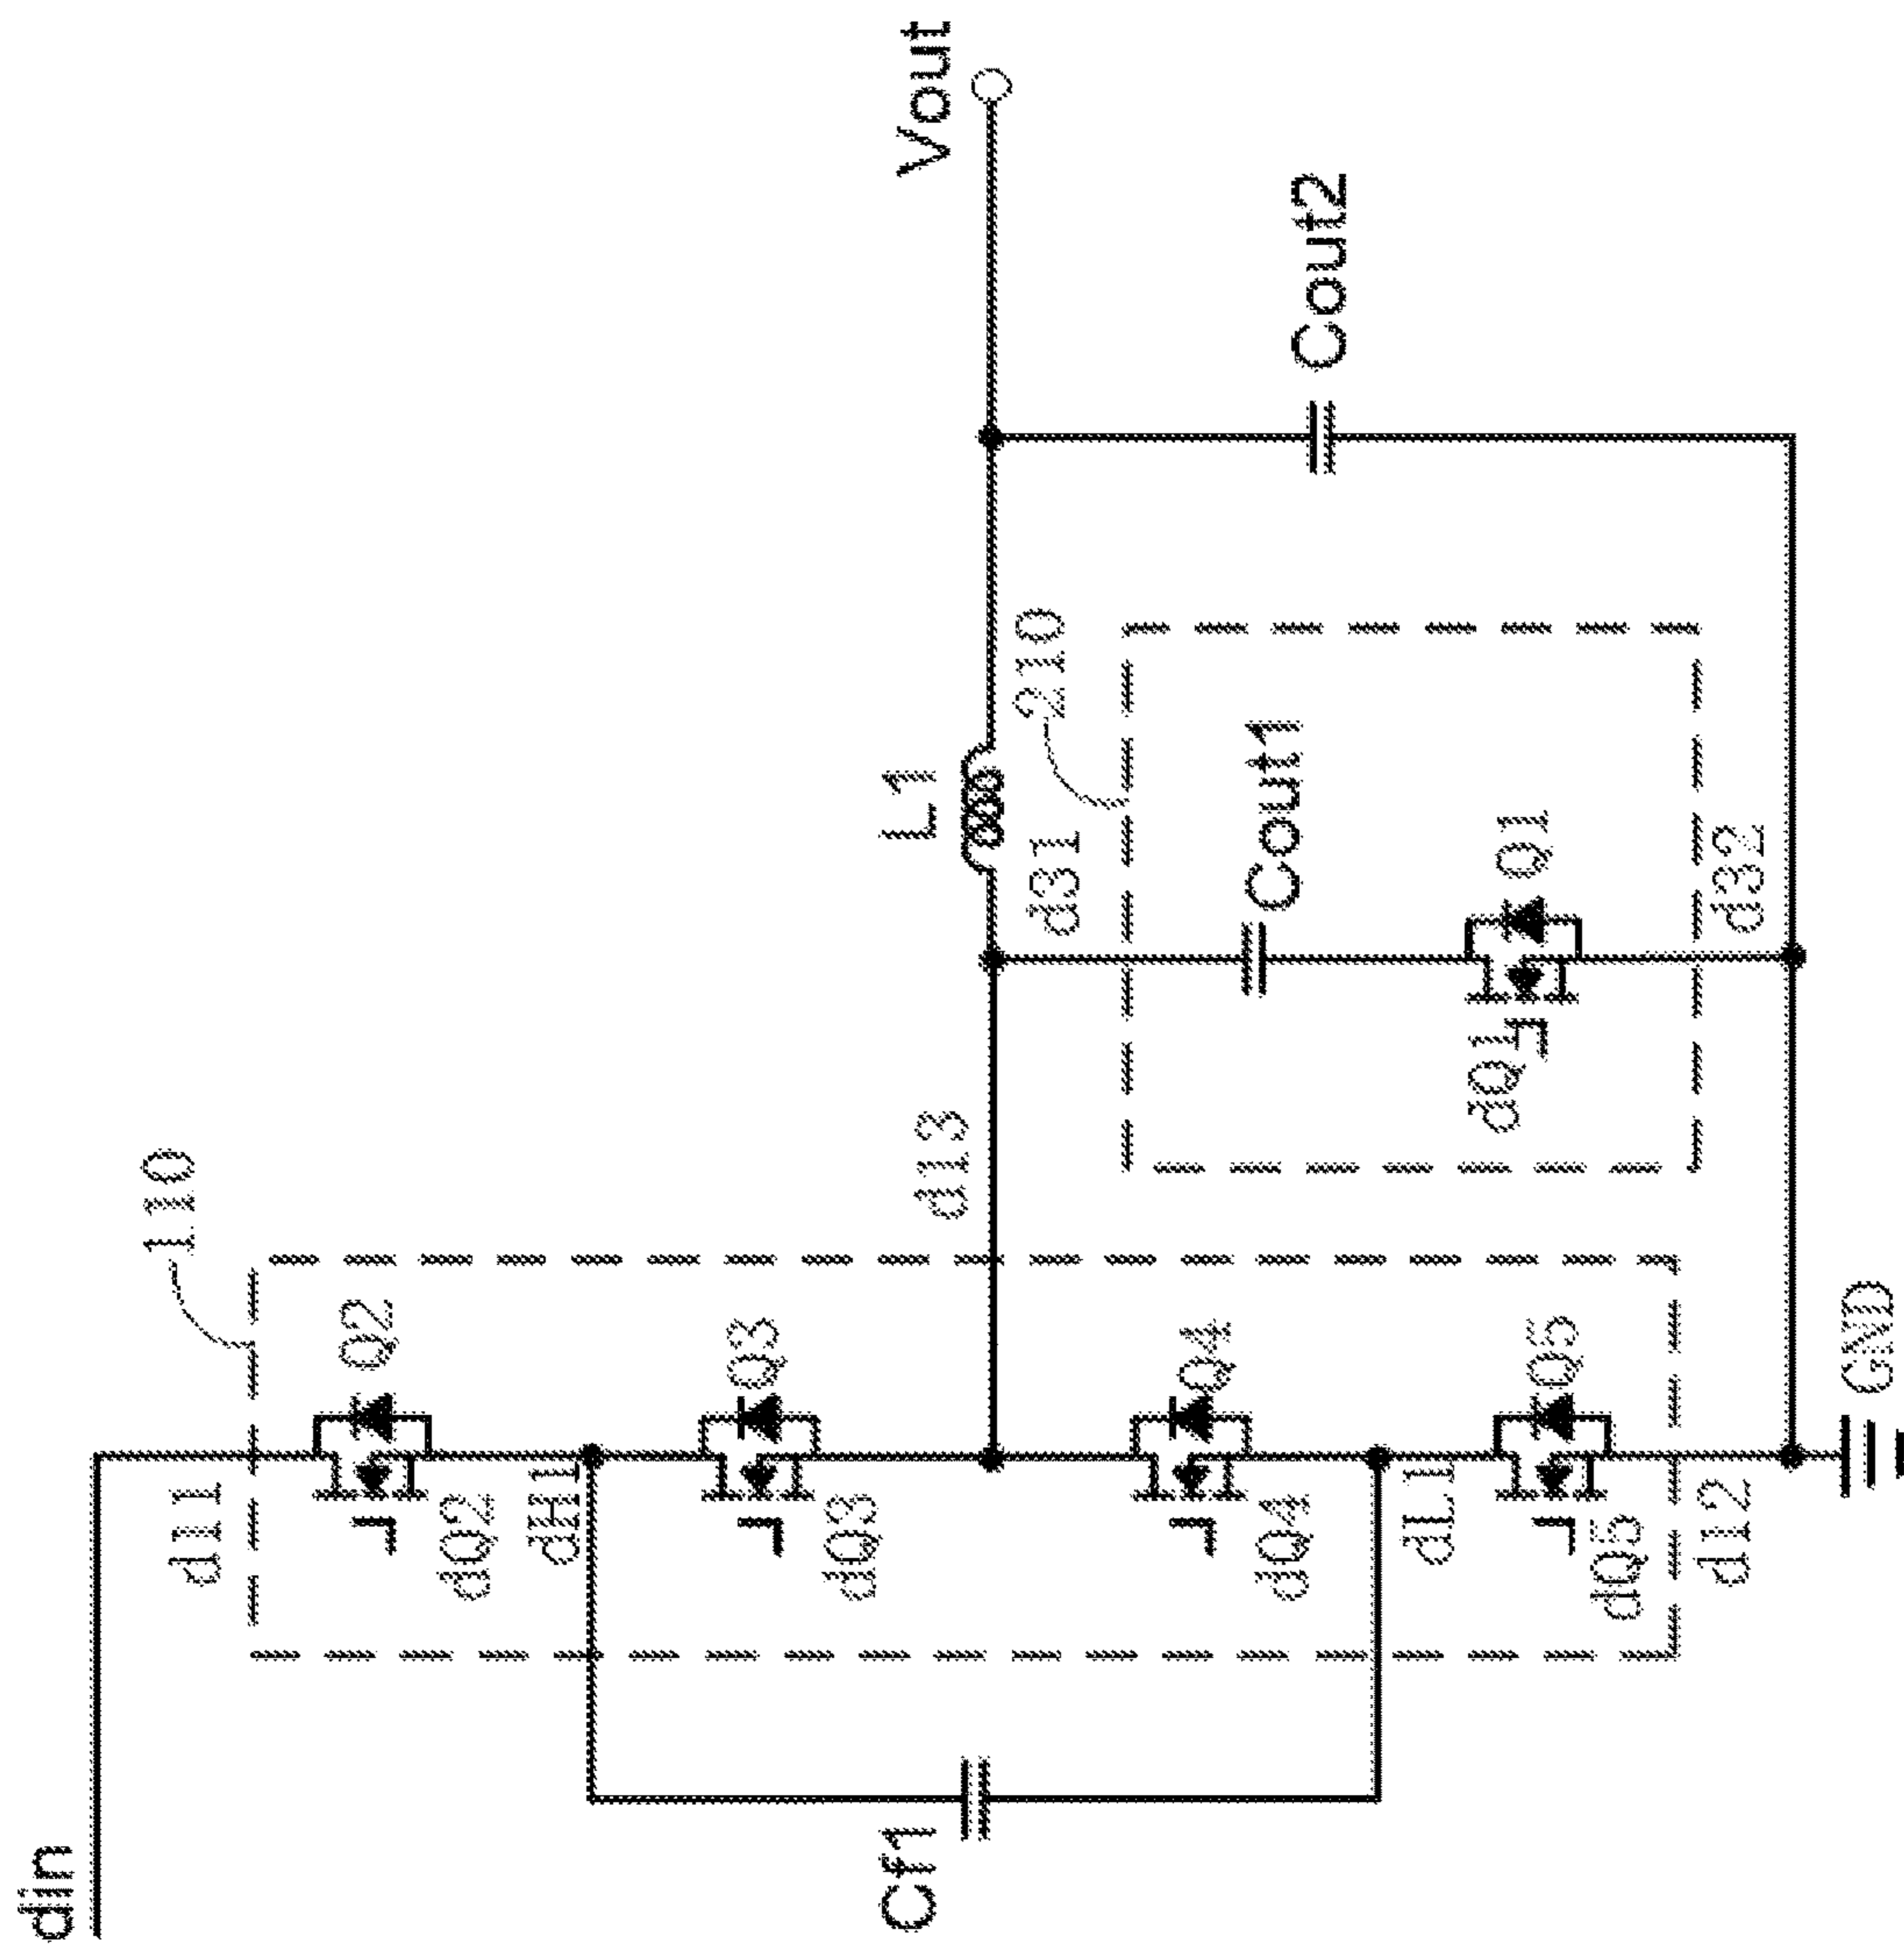 din
d11
110
Q2
dQ2
dH1
Q3
dQ3
Cf1
d13
L1
Vout
d31
210
Cout1
Cout2
Q4
dQ4
dL1
Q1
dQ1
Q5
dQ5
d12
d32
GND